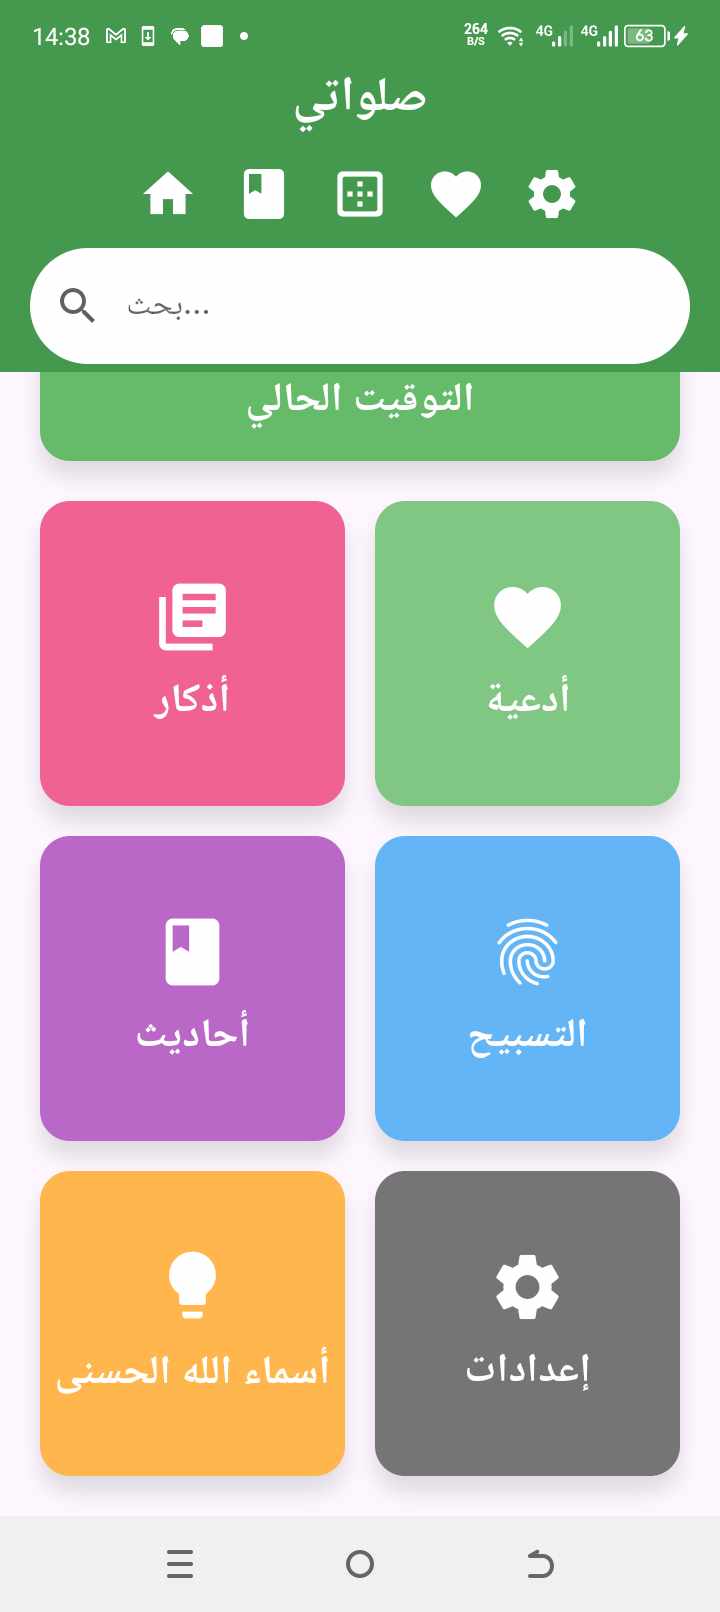 14:38
264
B/S
4G
4G
63
صلواتي
بحث...
التوقيت الحالي
أدعية
أذكار
التسبيح
أحاديث
إعدادات
أسماء الله الحسنى